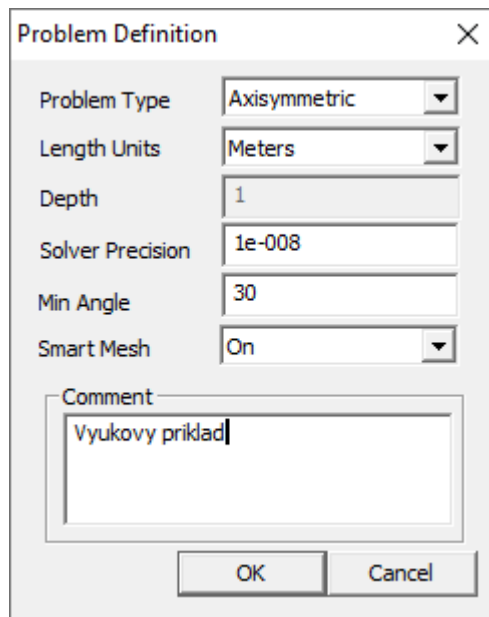 Problem Definition
Problem Type Axisymmetric
Length Units Meters
Depth 1
Solver Precision 1e-008
Min Angle 30
Smart Mesh On
Comment
Vyukovy priklad
OK Cancel